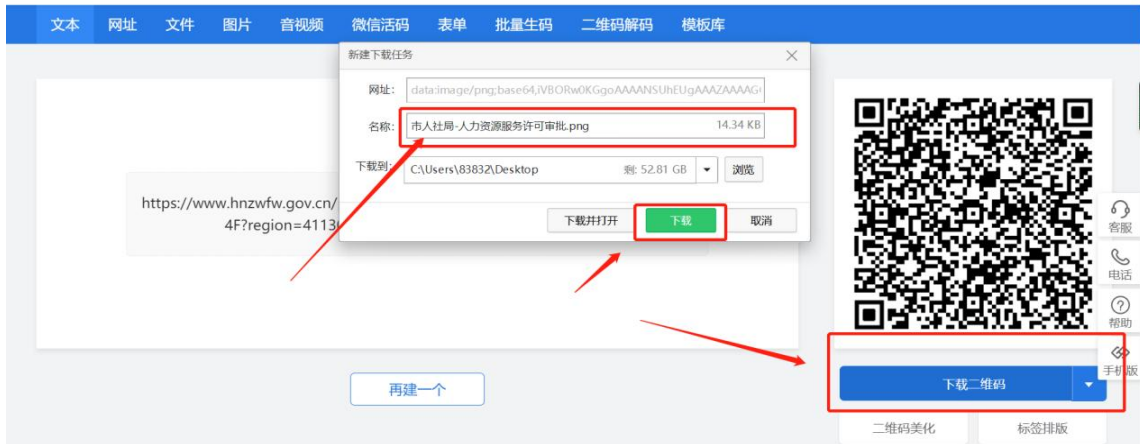 文本 网址 文件 图片 音视频 微信活码 表单 批量生码 二维码解码 模板库
新建下载任务
网址: data:image/png;base64,iVBORw0KGgoAAAANSUhEUgAAAZAAAAG
名称: 市人社局-人力资源服务许可审批.png 14.34 KB
下载到: C:\Users\83832\Desktop 剩: 52.81 GB 浏览
下载并打开 下载 取消
https://www.hnzwfw.gov.cn/
4F?region=4113
客服
电话
帮助
手机版
下载二维码
再建一个
二维码美化 标签排版